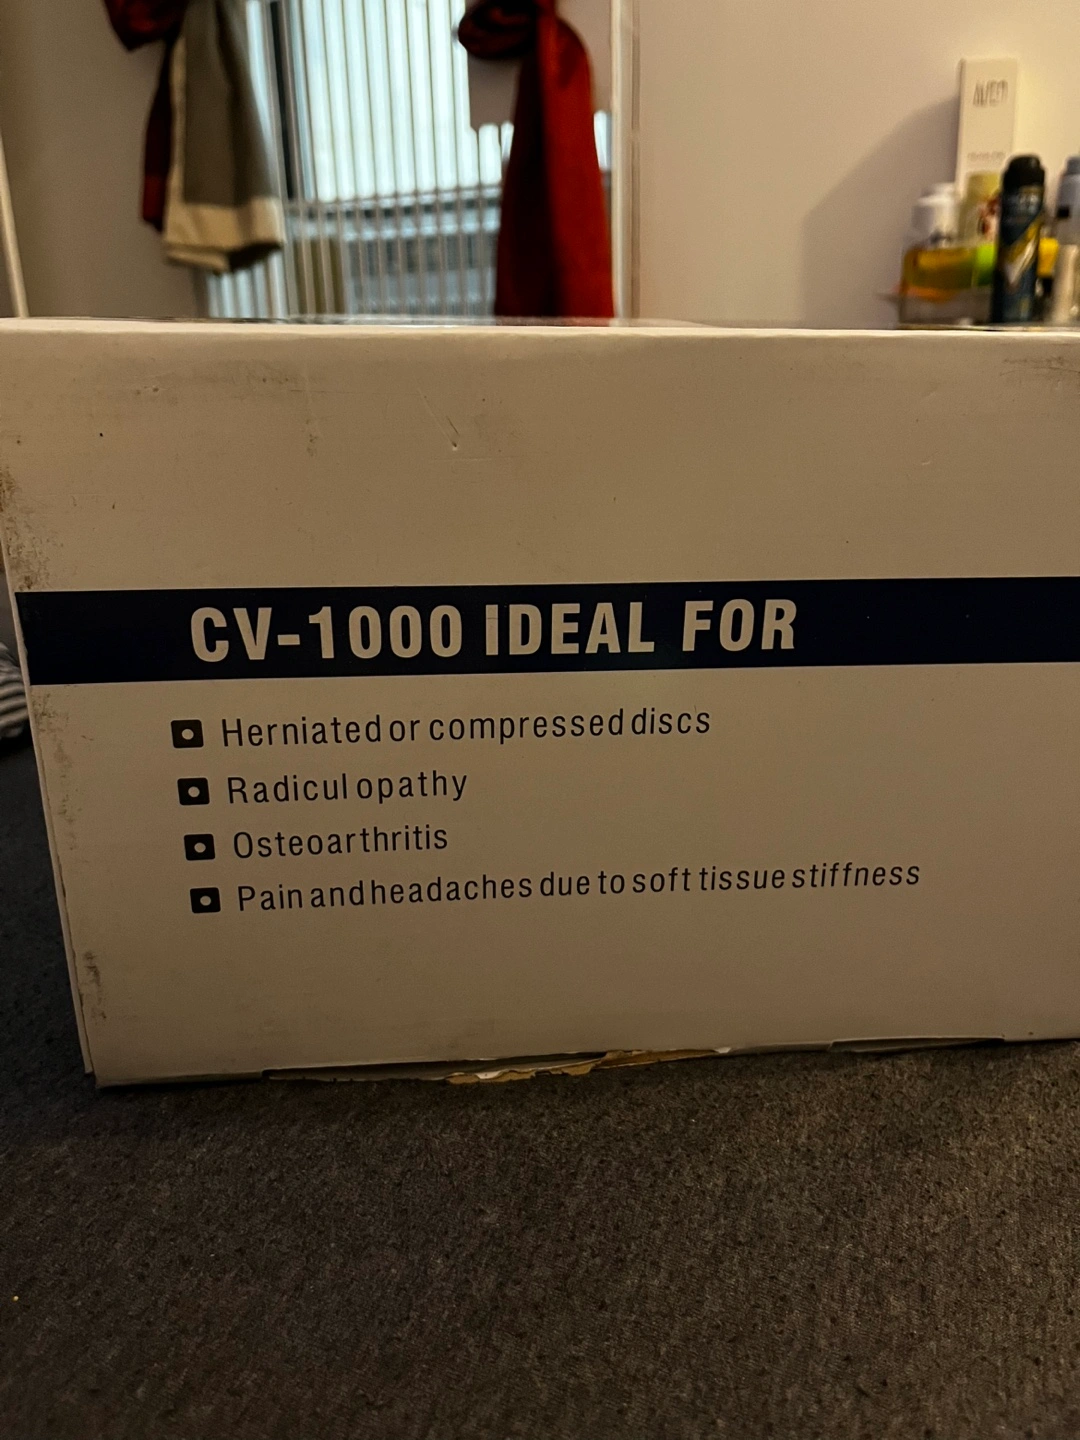 CV-1000 IDEAL FOR
Herniated or compressed discs
Radiculopathy
Osteoarthritis
Pain and headaches due to soft tissue stiffness